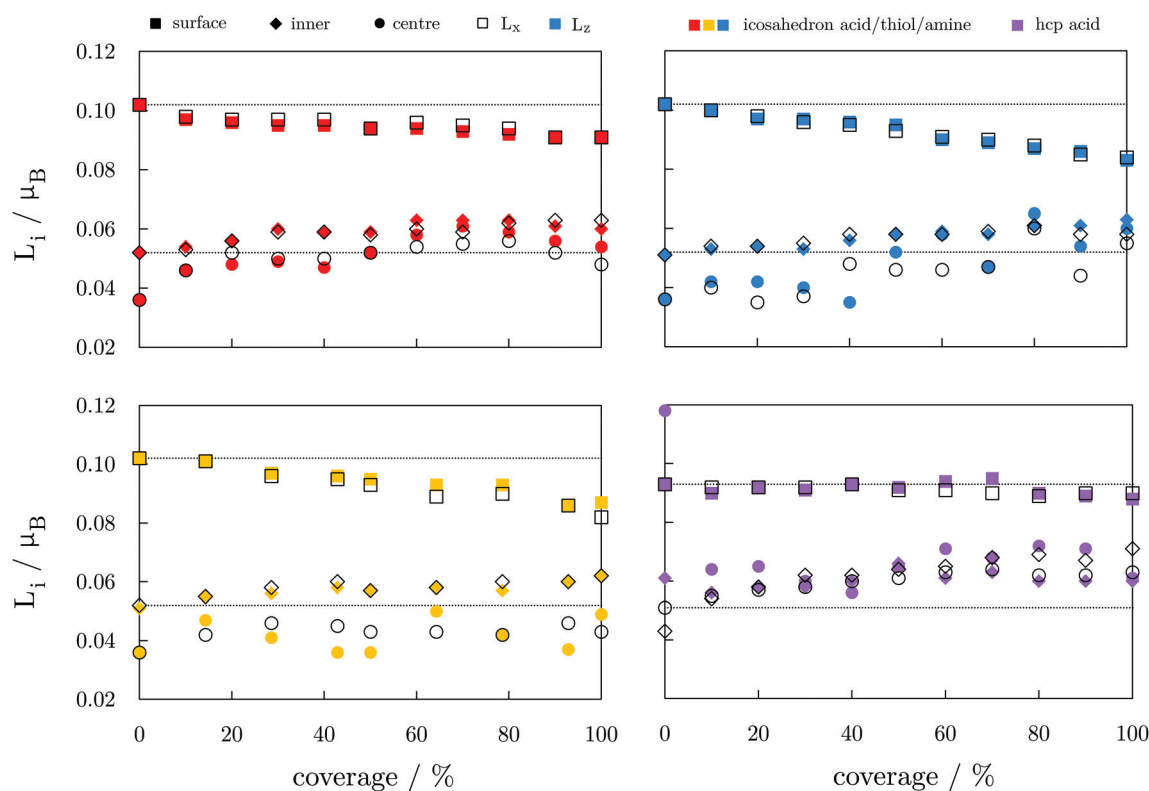 surface inner centre Lx Lz icosahedron acid/thiol/amine hcp acid
0.12
0.10
0.08
0.06
0.04
0.02
Li / μB
0.12
0.10
0.08
0.06
0.04
0.02
Li / μB
0 20 40 60 80 100 0 20 40 60 80 100
coverage / % coverage / %